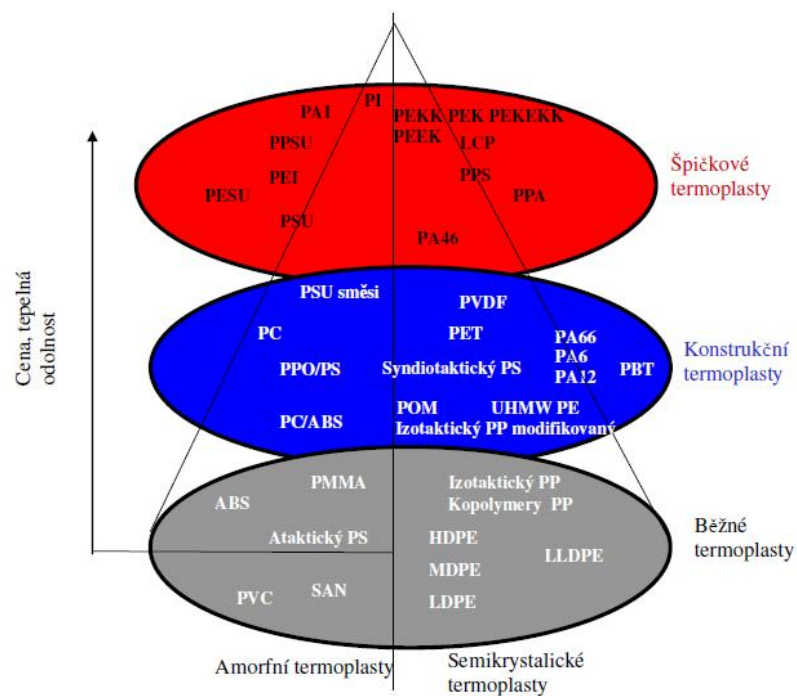 PI
PAI
PEKK PEK PEKEKK
PEEK
PPSU
LCP
PEI
PPS
PESU
PPA
PSU
PA46
Špičkové
termoplasty
Cena, tepelná
odolnost
PSU směsi
PVDF
PC
PET
PA66
PPO/PS
Syndiotaktický PS
PA6
PA12
PBT
Konstrukční
termoplasty
POM
UHMW PE
PC/ABS
Izotaktický PP modifikovaný
PMMA
Izotaktický PP
ABS
Kopolymery PP
Ataktický PS
HDPE
LLDPE
MDPE
SAN
PVC
LDPE
Běžné
termoplasty
Amorfní termoplasty
Semikrystalické
termoplasty